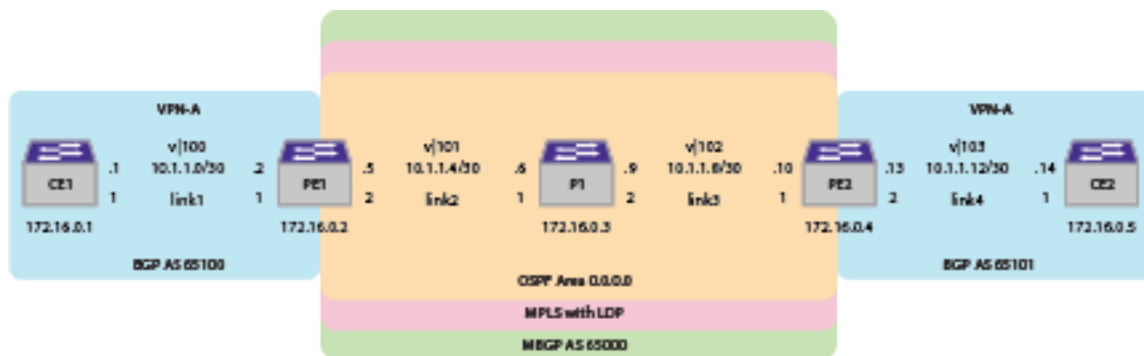 VPN-A
VPN-A
vl100
vl101
vl102
vl103
.1 10.1.1.0/30 .2
.5 10.1.1.4/30 .6
.9 10.1.1.8/30 .10
.13 10.1.1.12/30 .14
CE1
PE1
P1
PE2
CE2
1 link1 1
2 link2 1
2 link3 1
2 link4 1
172.16.0.1
172.16.0.2
172.16.0.3
172.16.0.4
172.16.0.5
BGP AS 65100
BGP AS 65101
OSPF Area 0.0.0.0
MPLS with LDP
MBGP AS 65000